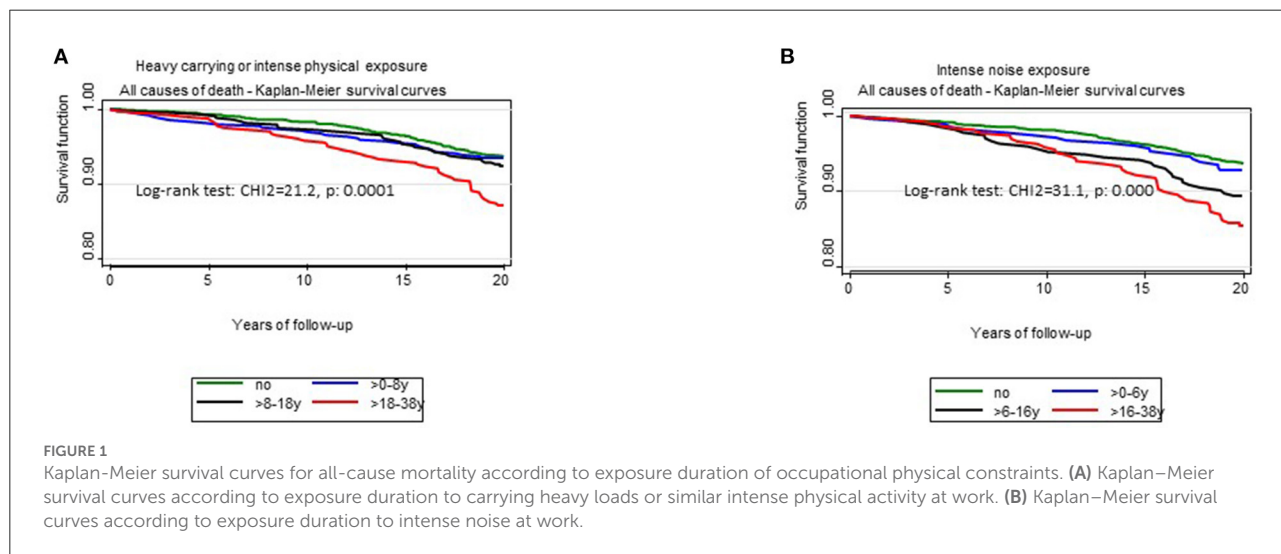 A
Heavy carrying or intense physical exposure
All causes of death - Kaplan-Meier survival curves
Survival function
1.00
0.90
0.80
Log-rank test: CHI2=21.2, p: 0.0001
0 5 10 15 20
Years of follow-up
no >0-8y
>8-18y >18-38y
B
Intense noise exposure
All causes of death - Kaplan-Meier survival curves
Survival function
1.00
0.90
0.80
Log-rank test: CHI2=31.1, p: 0.000
0 5 10 15 20
Years of follow-up
no >0-6y
>6-16y >16-38y
FIGURE 1
Kaplan-Meier survival curves for all-cause mortality according to exposure duration of occupational physical constraints. (A) Kaplan–Meier
survival curves according to exposure duration to carrying heavy loads or similar intense physical activity at work. (B) Kaplan–Meier survival
curves according to exposure duration to intense noise at work.